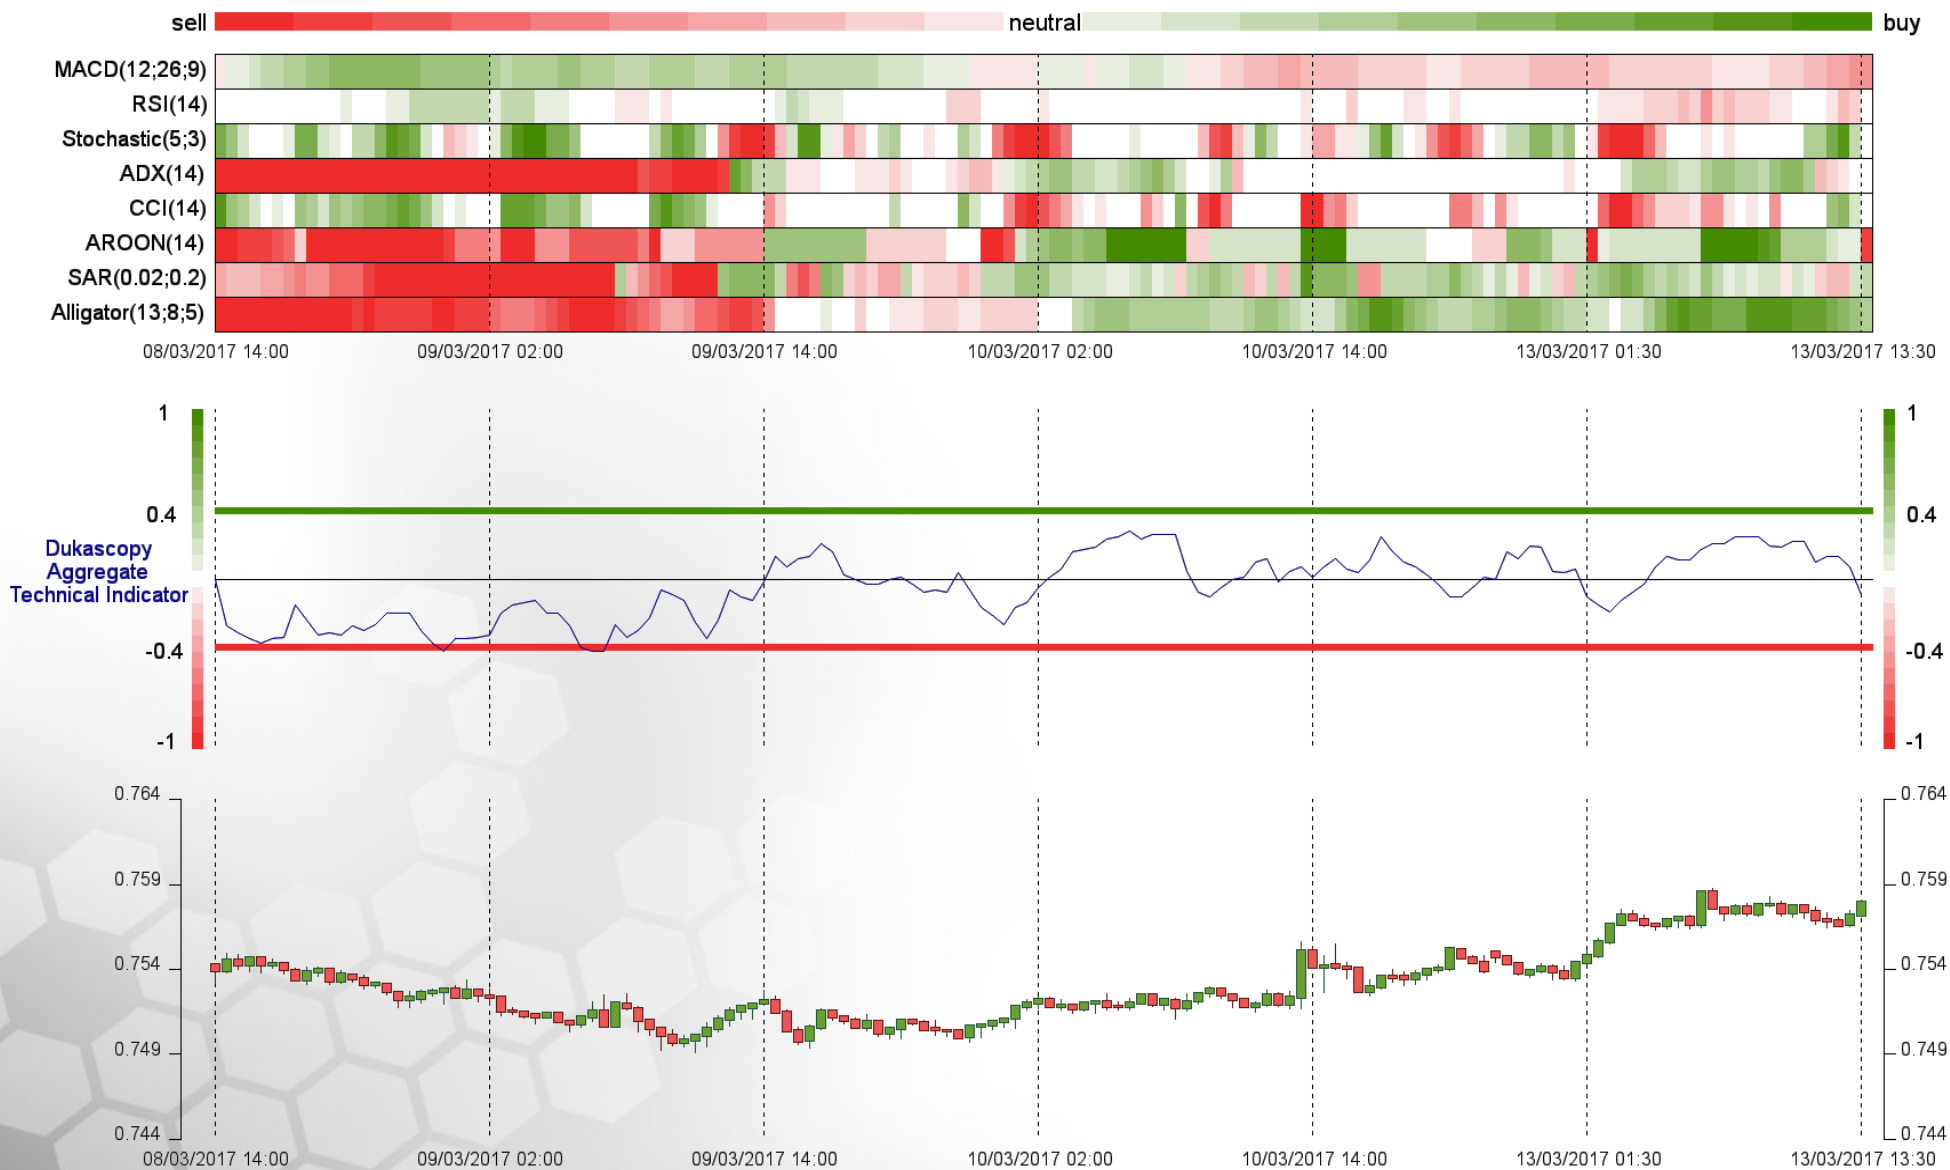 sell neutral buy
MACD(12;26;9)
RSI(14)
Stochastic(5;3)
ADX(14)
CCI(14)
AROON(14)
SAR(0.02;0.2)
Alligator(13;8;5)
08/03/2017 14:00 09/03/2017 02:00 09/03/2017 14:00 10/03/2017 02:00 10/03/2017 14:00 13/03/2017 01:30 13/03/2017 13:30
1 1
0.4 0.4
Dukascopy
Aggregate
Technical Indicator
-0.4 -0.4
-1 -1
0.764 0.764
0.759 0.759
0.754 0.754
0.749 0.749
0.744 0.744
08/03/2017 14:00 09/03/2017 02:00 09/03/2017 14:00 10/03/2017 02:00 10/03/2017 14:00 13/03/2017 01:30 13/03/2017 13:30